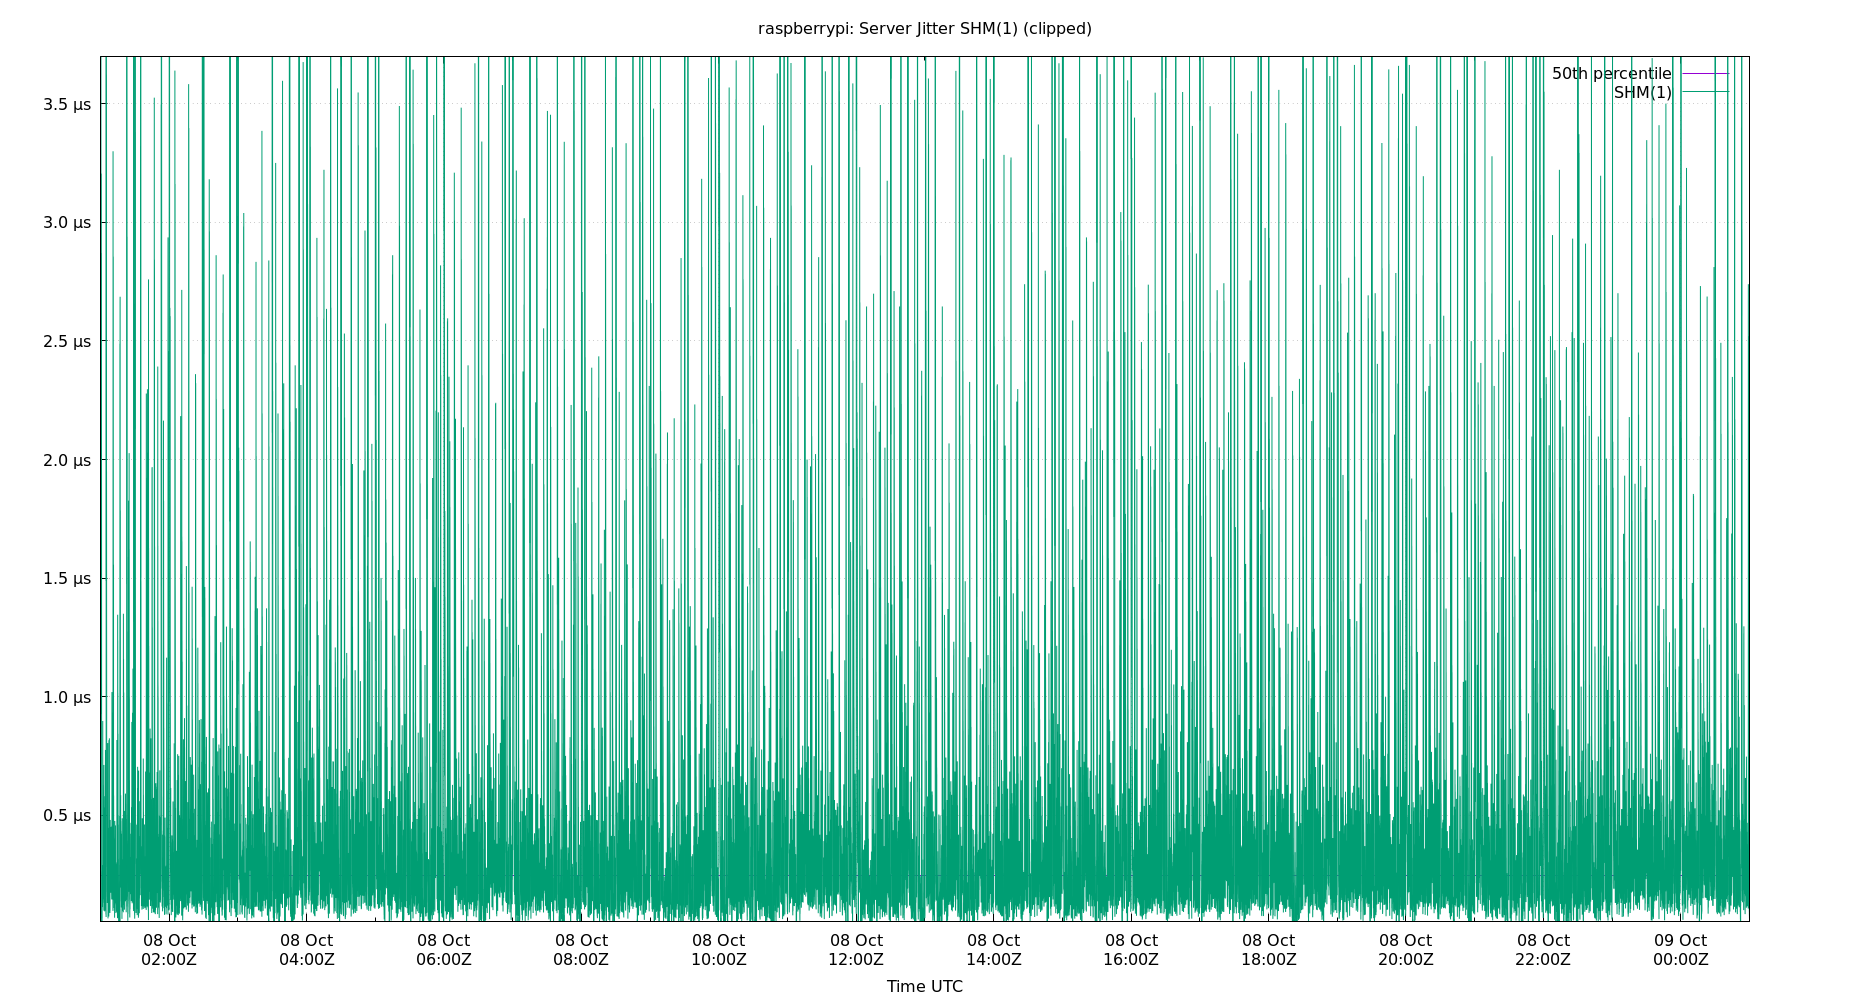 raspberrypi: Server Jitter SHM(1) (clipped)
50th percentile
SHM(1)
3.5 µs
3.0 µs
2.5 µs
2.0 µs
1.5 µs
1.0 µs
0.5 µs
08 Oct 08 Oct 08 Oct 08 Oct 08 Oct 08 Oct 08 Oct 08 Oct 08 Oct 08 Oct 08 Oct 09 Oct
02:00Z 04:00Z 06:00Z 08:00Z 10:00Z 12:00Z 14:00Z 16:00Z 18:00Z 20:00Z 22:00Z 00:00Z
Time UTC